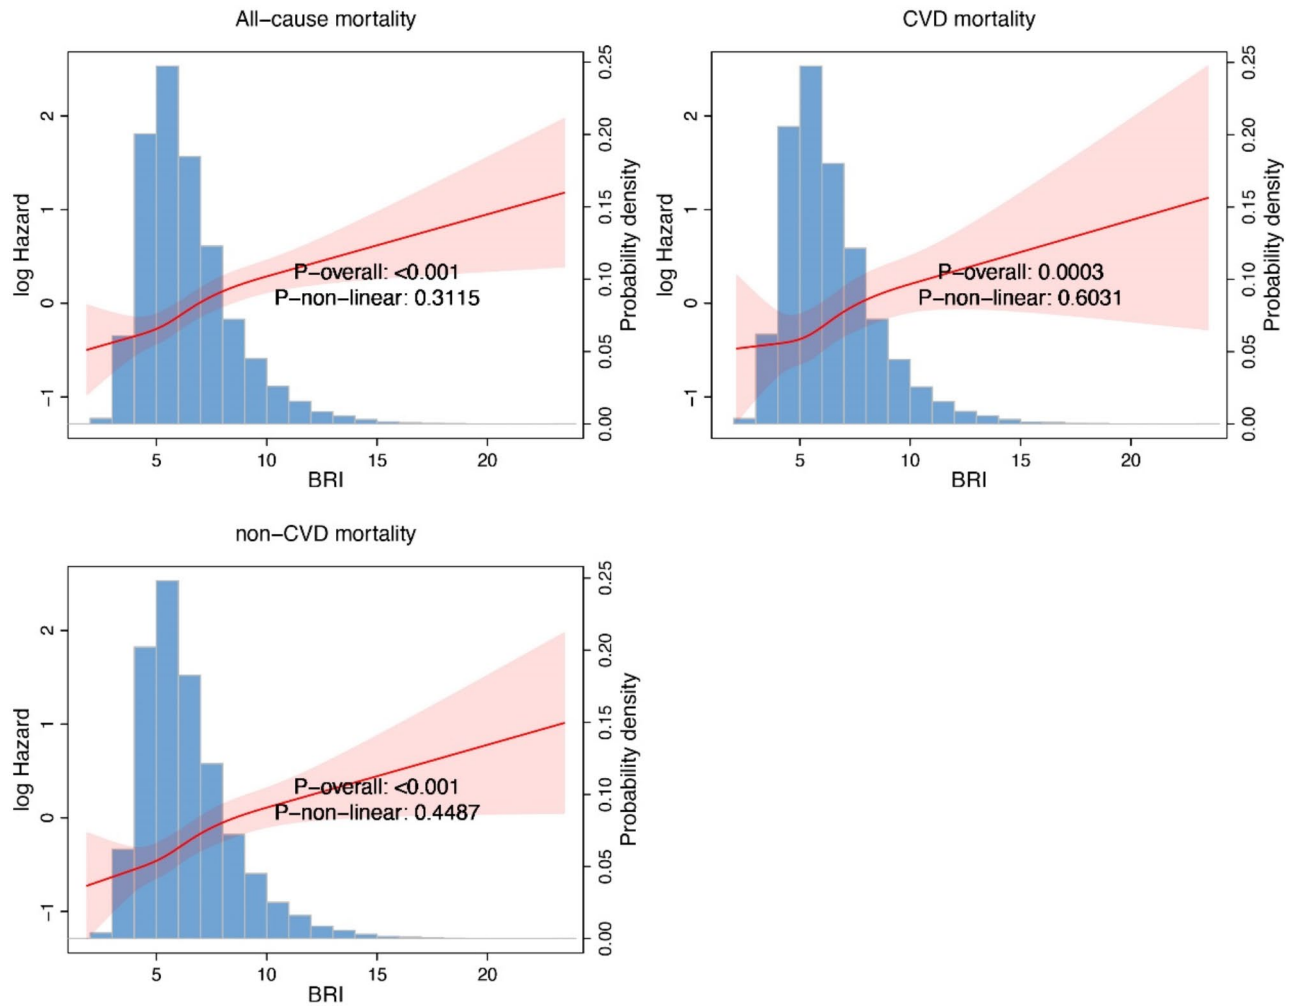 All-cause mortality
2
1
0
-1
log Hazard
P-overall: <0.001
P-non-linear: 0.3115
0.25
0.20
0.15
0.10
0.05
0.00
Probability density
5 10 15 20
BRI
CVD mortality
2
1
0
-1
log Hazard
P-overall: 0.0003
P-non-linear: 0.6031
0.25
0.20
0.15
0.10
0.05
0.00
Probability density
5 10 15 20
BRI
non-CVD mortality
2
1
0
-1
log Hazard
P-overall: <0.001
P-non-linear: 0.4487
0.25
0.20
0.15
0.10
0.05
0.00
Probability density
5 10 15 20
BRI